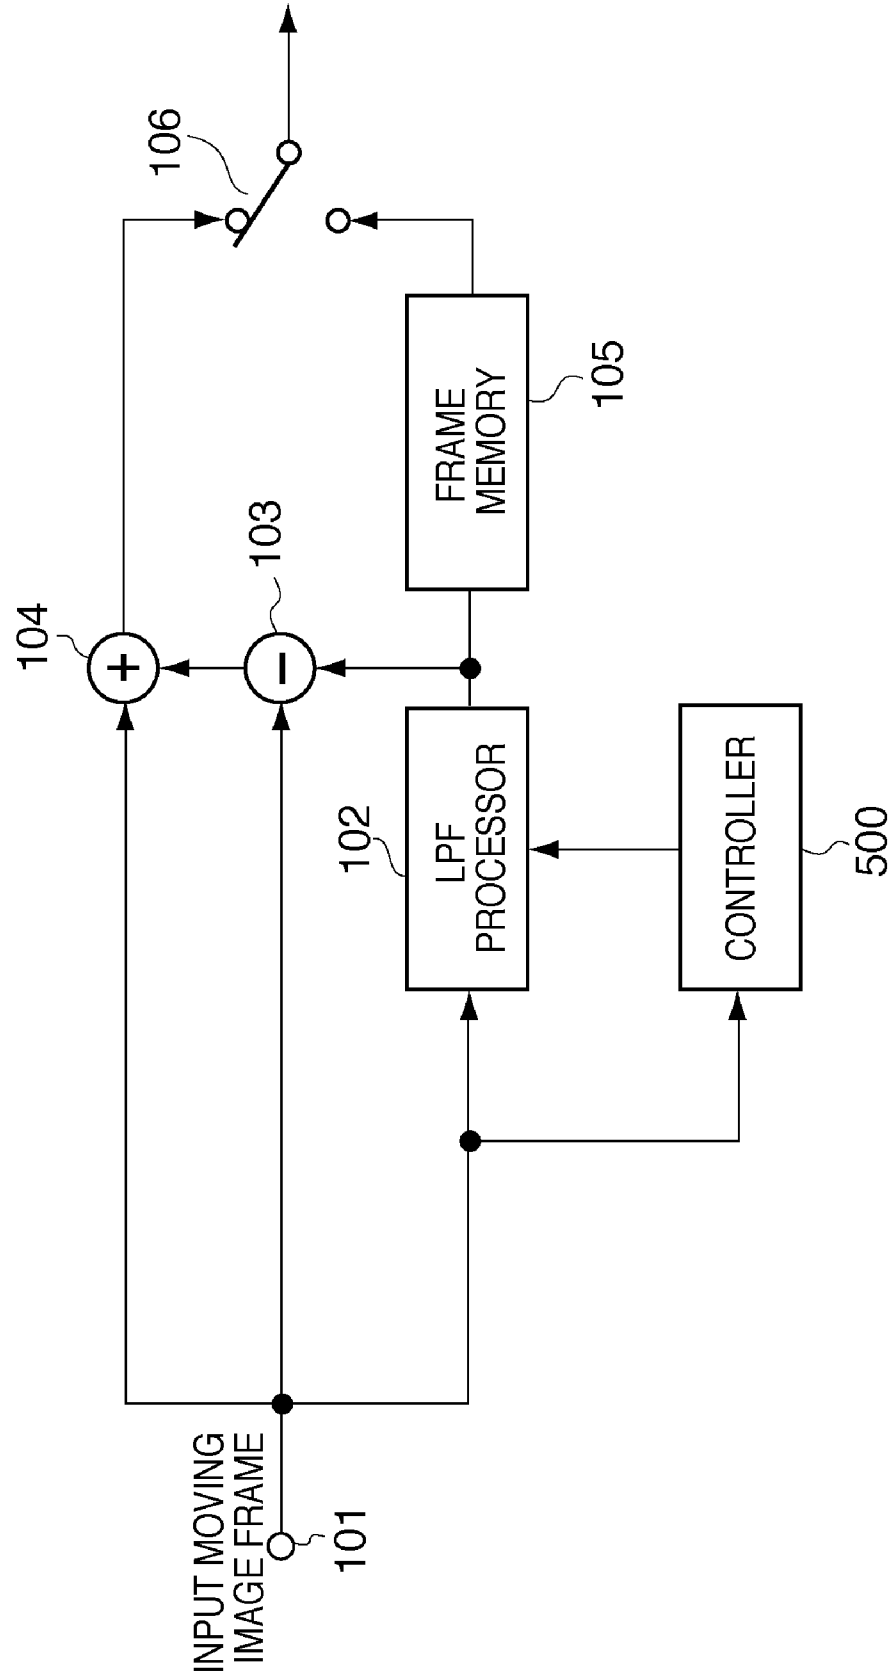 INPUT MOVING
IMAGE FRAME
101
104
+
103
−
106
102
LPF
PROCESSOR
FRAME
MEMORY
105
CONTROLLER
500